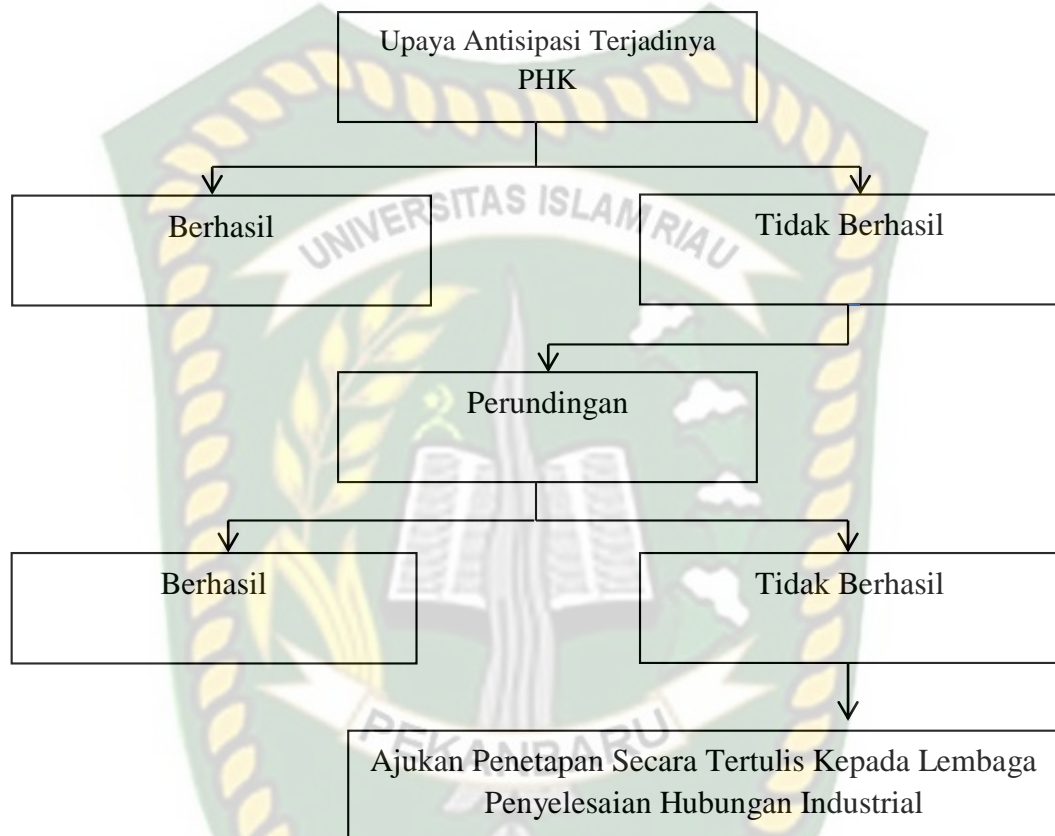 Upaya Antisipasi Terjadinya
PHK
Berhasil
Tidak Berhasil
UNIVERSITAS ISLAM RIAU
Perundingan
Berhasil
Tidak Berhasil
PEKANBARU
Ajukan Penetapan Secara Tertulis Kepada Lembaga
Penyelesaian Hubungan Industrial